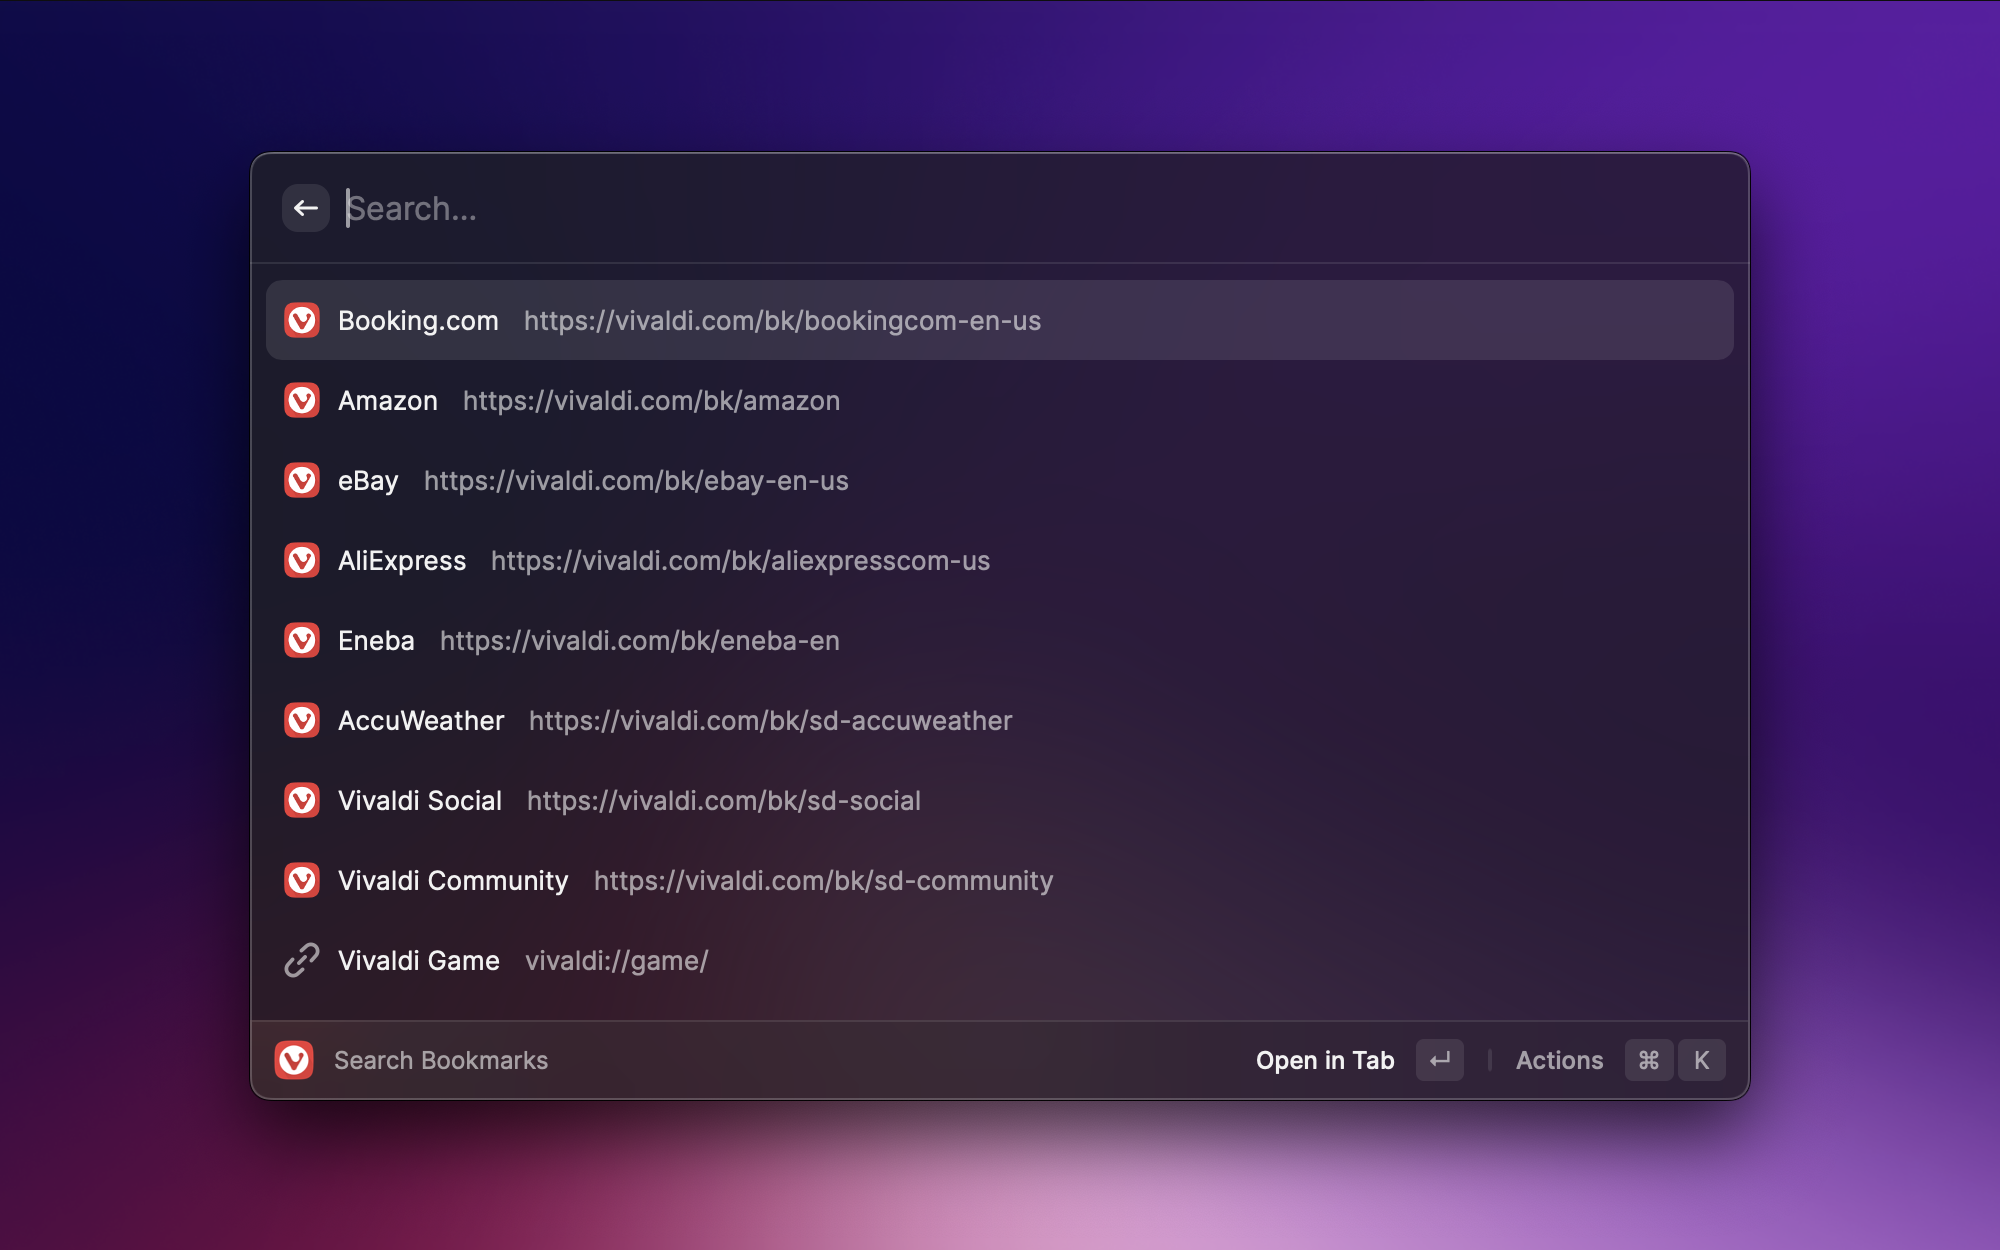 Search...
Booking.com https://vivaldi.com/bk/bookingcom-en-us
Amazon https://vivaldi.com/bk/amazon
eBay https://vivaldi.com/bk/ebay-en-us
AliExpress https://vivaldi.com/bk/aliexpresscom-us
Eneba https://vivaldi.com/bk/eneba-en
AccuWeather https://vivaldi.com/bk/sd-accuweather
Vivaldi Social https://vivaldi.com/bk/sd-social
Vivaldi Community https://vivaldi.com/bk/sd-community
Vivaldi Game vivaldi://game/
Search Bookmarks Open in Tab ↵ | Actions ⌘ K